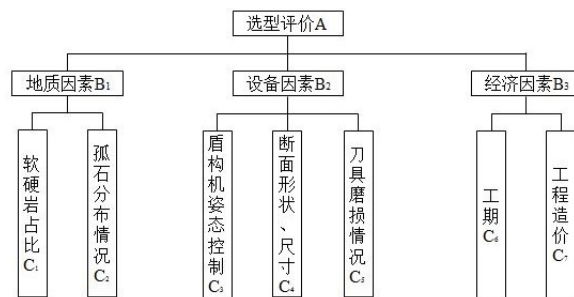 选型评价A
地质因素B₁
设备因素B₂
经济因素B₃
软硬岩占比C₁
孤石分布情况C₂
盾构机姿态控制C₃
断面形状、尺寸C₄
刀具磨损情况C₅
工期C₆
工程造价C₇